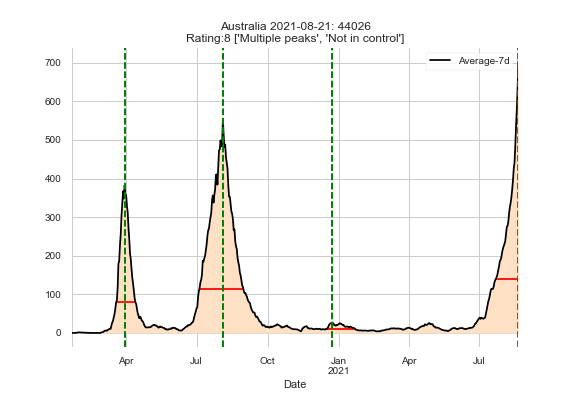 Australia 2021-08-21: 44026
Rating:8 ['Multiple peaks', 'Not in control']
Average-7d
700
600
500
400
300
200
100
0
Apr
Jul
Oct
Jan
2021
Apr
Jul
Date